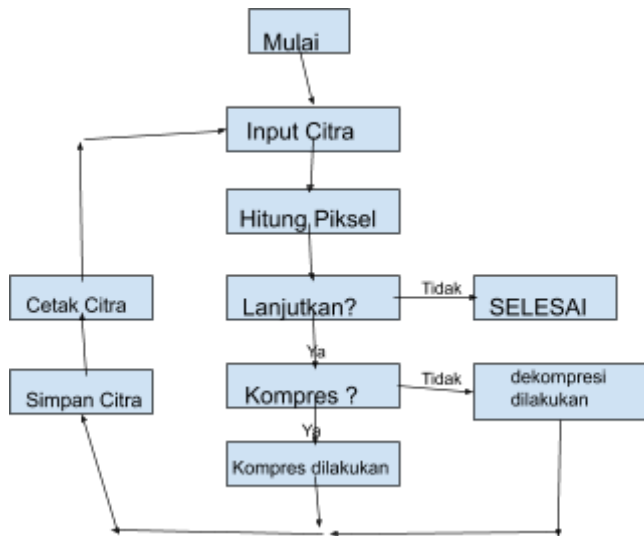 Mulai
Input Citra
Hitung Piksel
Lanjutkan?
Tidak
SELESAI
Cetak Citra
Ya
Kompres ?
Tidak
dekompresi
dilakukan
Simpan Citra
Ya
Kompres dilakukan